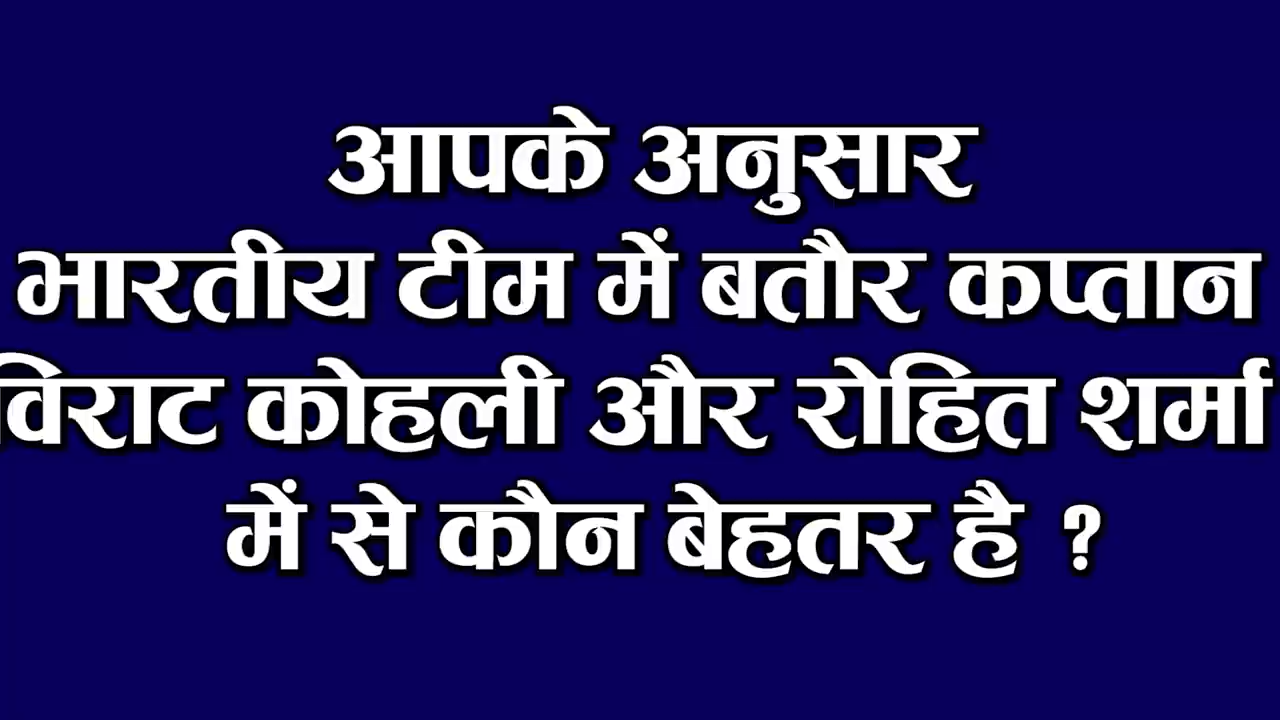 आपके अनुसार
भारतीय टीम में बतौर कप्तान
विराट कोहली और रोहित शर्मा
में से कौन बेहतर है ?